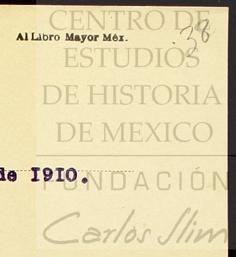 CENTRO DE
Al Libro Mayor Méx.
38
ESTUDIOS
DE HISTORIA
DE MEXICO
de 1910.
FUNDACIÓN
Carlos Slim